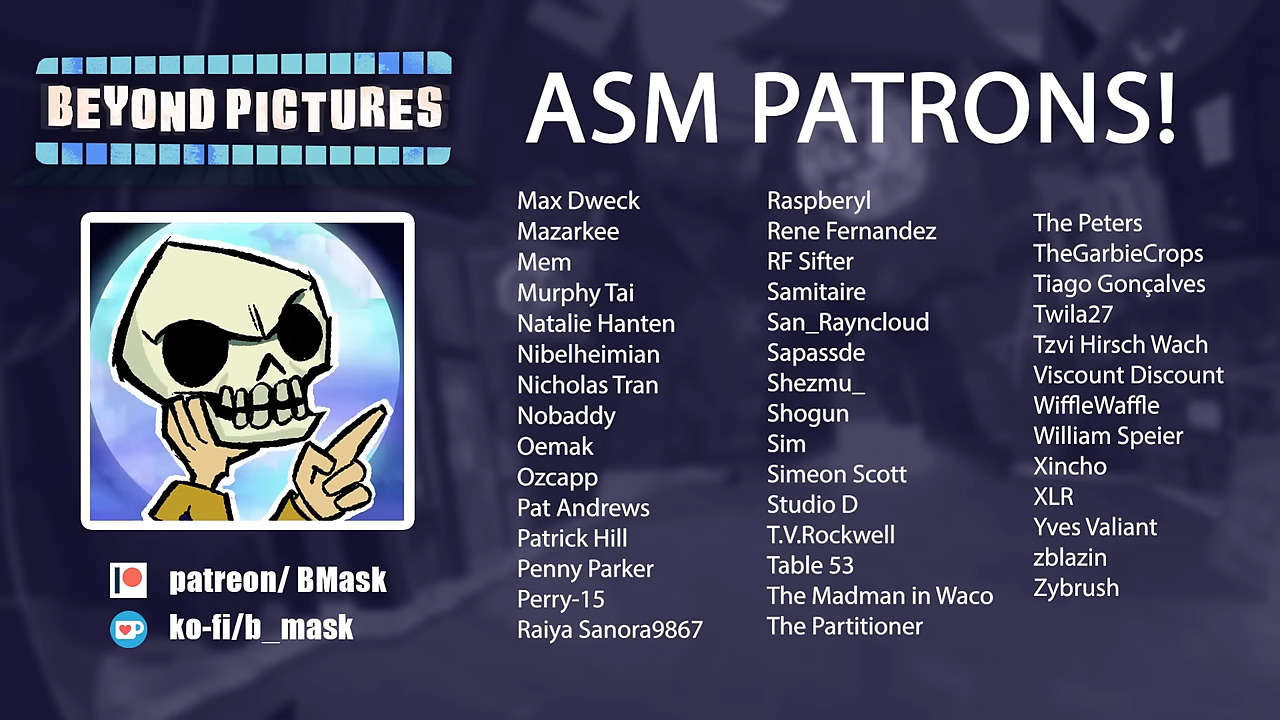 BEYOND PICTURES
ASM PATRONS!
Max Dweck
Mazarkee
Mem
Murphy Tai
Natalie Hanten
Nibelheimian
Nicholas Tran
Nobaddy
Oemak
Ozcapp
Pat Andrews
Patrick Hill
Penny Parker
Perry-15
Raiya Sanora9867
Raspberyl
Rene Fernandez
RF Sifter
Samitaire
San_Rayncloud
Sapassde
Shezmu_
Shogun
Sim
Simeon Scott
Studio D
T.V.Rockwell
Table 53
The Madman in Waco
The Partitioner
The Peters
TheGarbieCrops
Tiago Gonçalves
Twila27
Tzvi Hirsch Wach
Viscount Discount
WiffleWaffle
William Speier
Xincho
XLR
Yves Valiant
zblazin
Zybrush
patreon/ BMask
ko-fi/b_mask